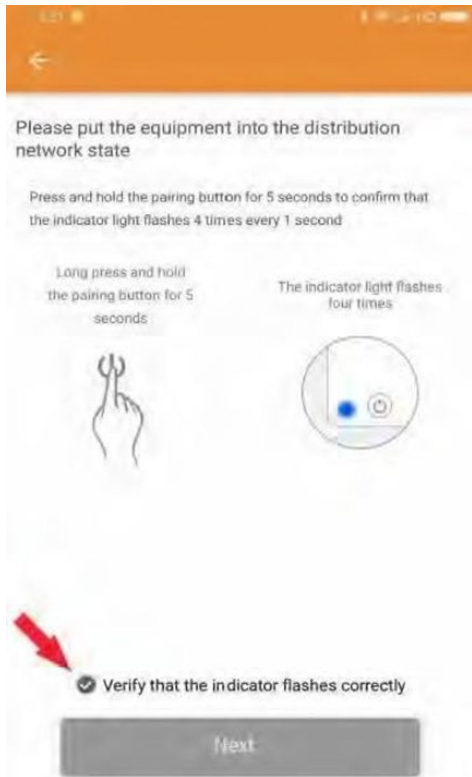 Please put the equipment into the distribution
network state
Press and hold the pairing button for 5 seconds to confirm that
the indicator light flashes 4 times every 1 second
Long press and hold
the pairing button for 5
seconds
The indicator light flashes
four times
Verify that the indicator flashes correctly
Next